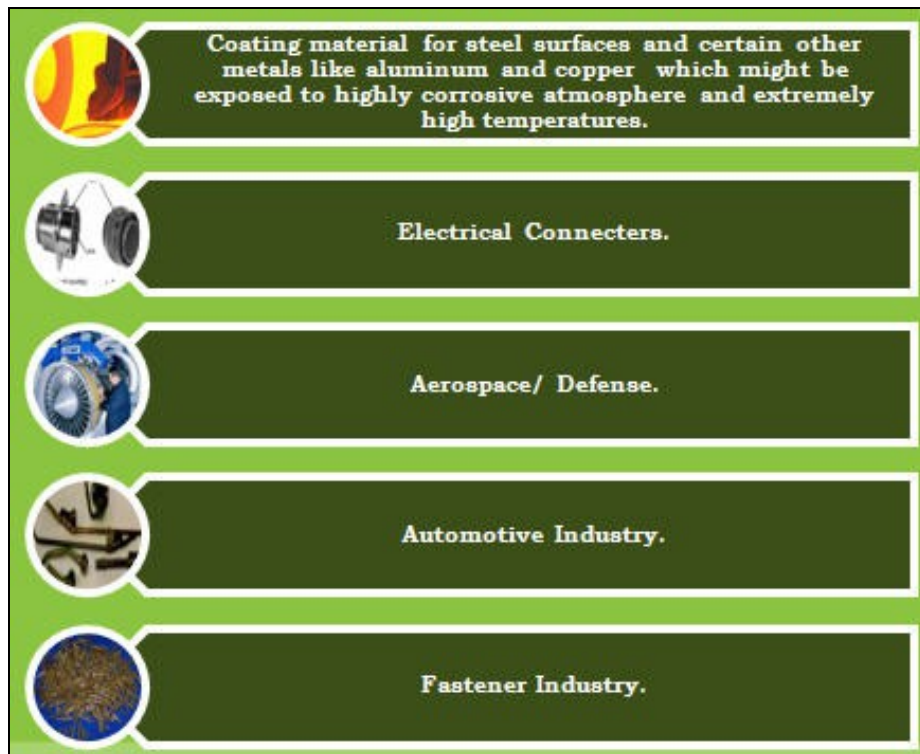 Coating material for steel surfaces and certain other
metals like aluminum and copper which might be
exposed to highly corrosive atmosphere and extremely
high temperatures.
Electrical Connecters.
Aerospace/ Defense.
Automotive Industry.
Fastener Industry.